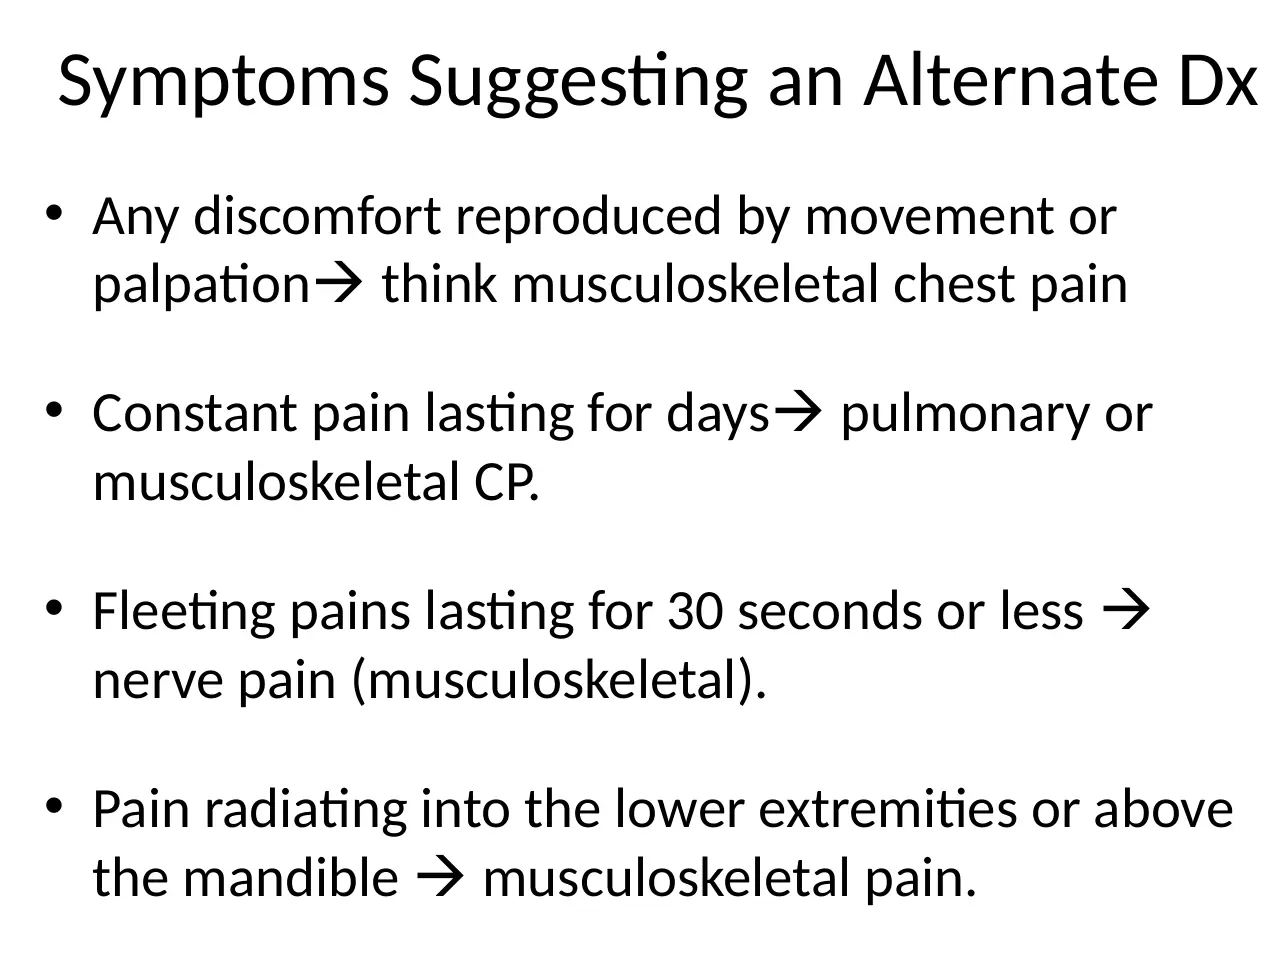 Symptoms Suggesting an Alternate Dx
• Any discomfort reproduced by movement or
palpation→ think musculoskeletal chest pain
• Constant pain lasting for days→ pulmonary or
musculoskeletal CP.
• Fleeting pains lasting for 30 seconds or less →
nerve pain (musculoskeletal).
• Pain radiating into the lower extremities or above
the mandible → musculoskeletal pain.